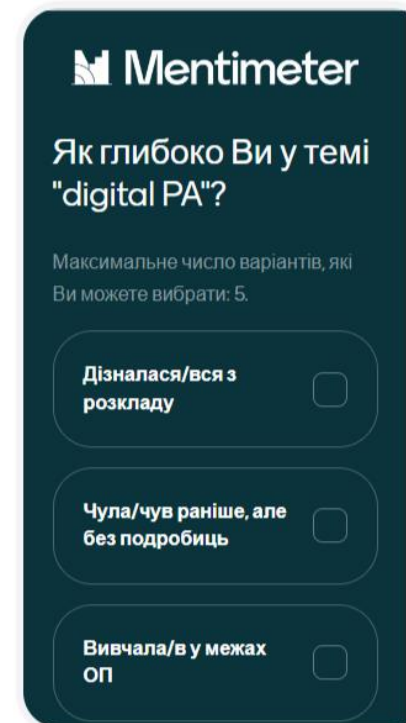 Mentimeter
Як глибоко Ви у темі
"digital PA"?
Максимальне число варіантів, які
Ви можете вибрати: 5.
Дізналася/вся з
розкладу
Чула/чув раніше, але
без подробиць
Вивчала/в у межах
ОП